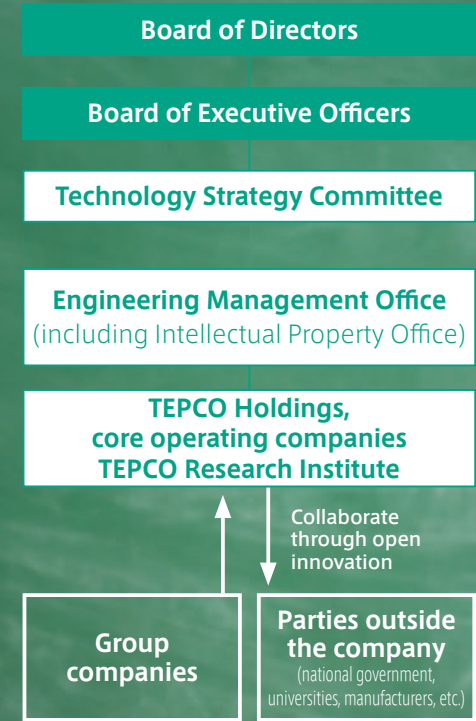 Board of Directors
Board of Executive Officers
Technology Strategy Committee
Engineering Management Office
(including Intellectual Property Office)
TEPCO Holdings,
core operating companies
TEPCO Research Institute
Collaborate
through open
innovation
Group
companies
Parties outside
the company
(national government,
universities, manufacturers, etc.)